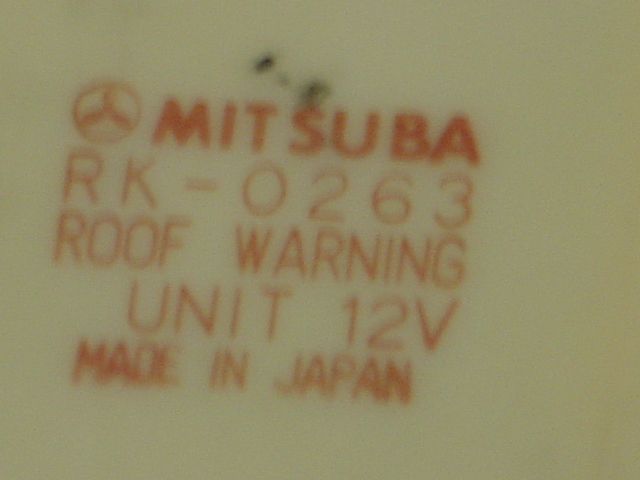 MITSUBA
RK-0263
ROOF WARNING
UNIT 12V
MADE IN JAPAN